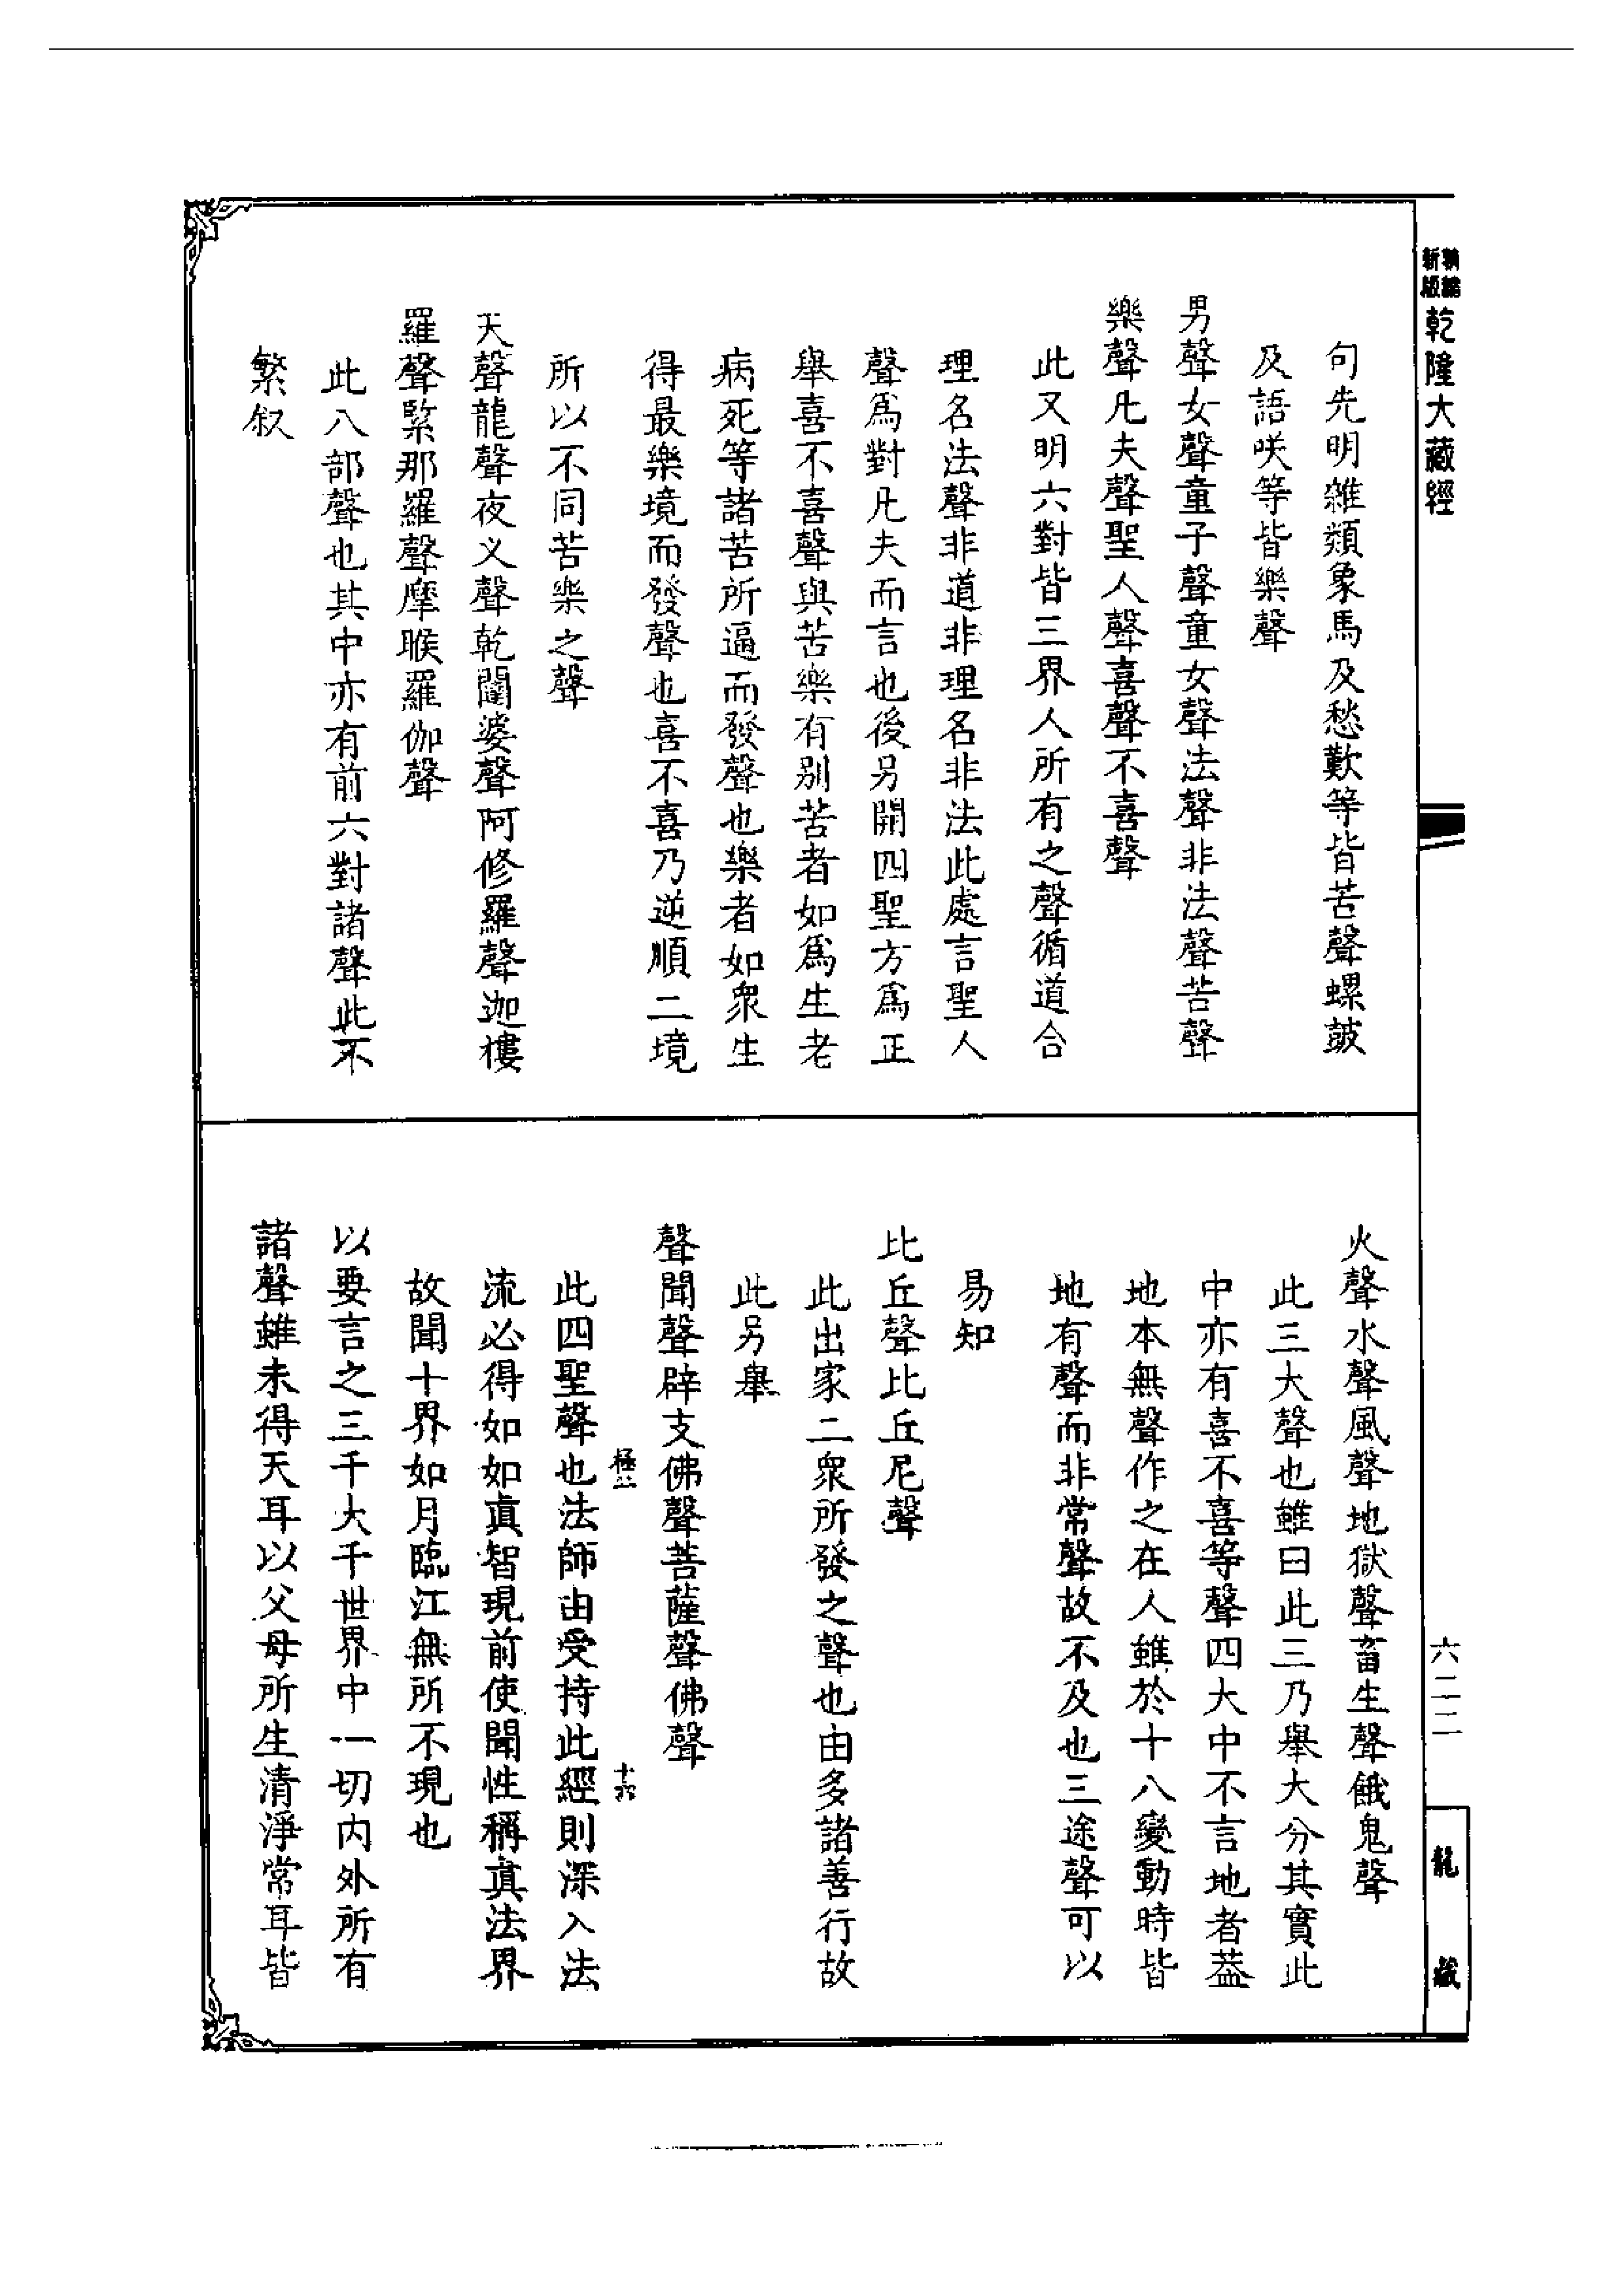 新版
乾隆大藏經
句先明雜類象馬及愁歎等皆苦聲螺皷
及語咲等皆樂聲
男聲女聲童子聲童女聲法聲非法聲苦聲
樂聲凡夫聲聖人聲喜聲不喜聲
此又明六對皆三界人所有之聲循道合
理名法聲非道非理名非法此處言聖人
聲爲對凡夫而言也後另開四聖方爲正
舉喜不喜聲與苦樂有別苦者如爲生老
病死等諸苦所逼而發聲也樂者如衆生
得最樂境而發聲也喜不喜乃逆順二境
所以不同苦樂之聲
天聲龍聲夜义聲乾闥婆聲阿修羅聲迦樓
羅聲緊那羅聲摩睺羅伽聲
此八部聲也其中亦有前六對諸聲此不
繁叙
火聲水聲風聲地獄聲畜生聲餓鬼聲
此三大聲也雖曰此三乃舉大分其實此
中亦有喜不喜等聲四大中不言地者葢
地本無聲作之在人雖於十八變動時皆
地有聲而非常聲故不及也三途聲可以
易知
比丘聲比丘尼聲
此出家二衆所發之聲也由多諸善行故
此另舉
聲聞聲辟支佛聲菩薩聲佛聲
此四聖聲也法師由受持此經則深入法
流必得如如真智現前使聞性稱真法界
故聞十界如月臨江無所不現也
以要言之三千大千世界中一切内外所有
諸聲雖未得天耳以父母所生清淨常耳皆
六二二
龍藏